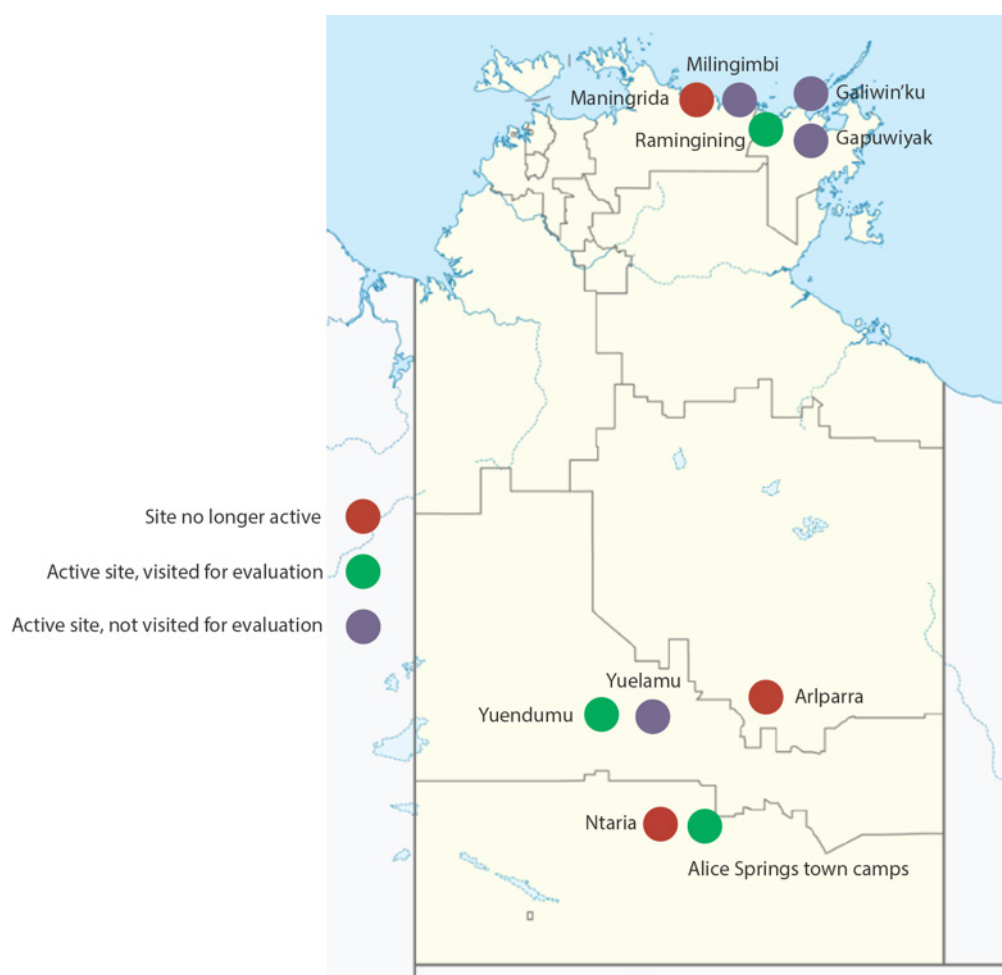 Milingimbi
Maningrida
Galiwin’ku
Ramingining
Gapuwiyak
Site no longer active
Active site, visited for evaluation
Active site, not visited for evaluation
Yuelamu
Yuendumu
Arlparra
Ntaria
Alice Springs town camps